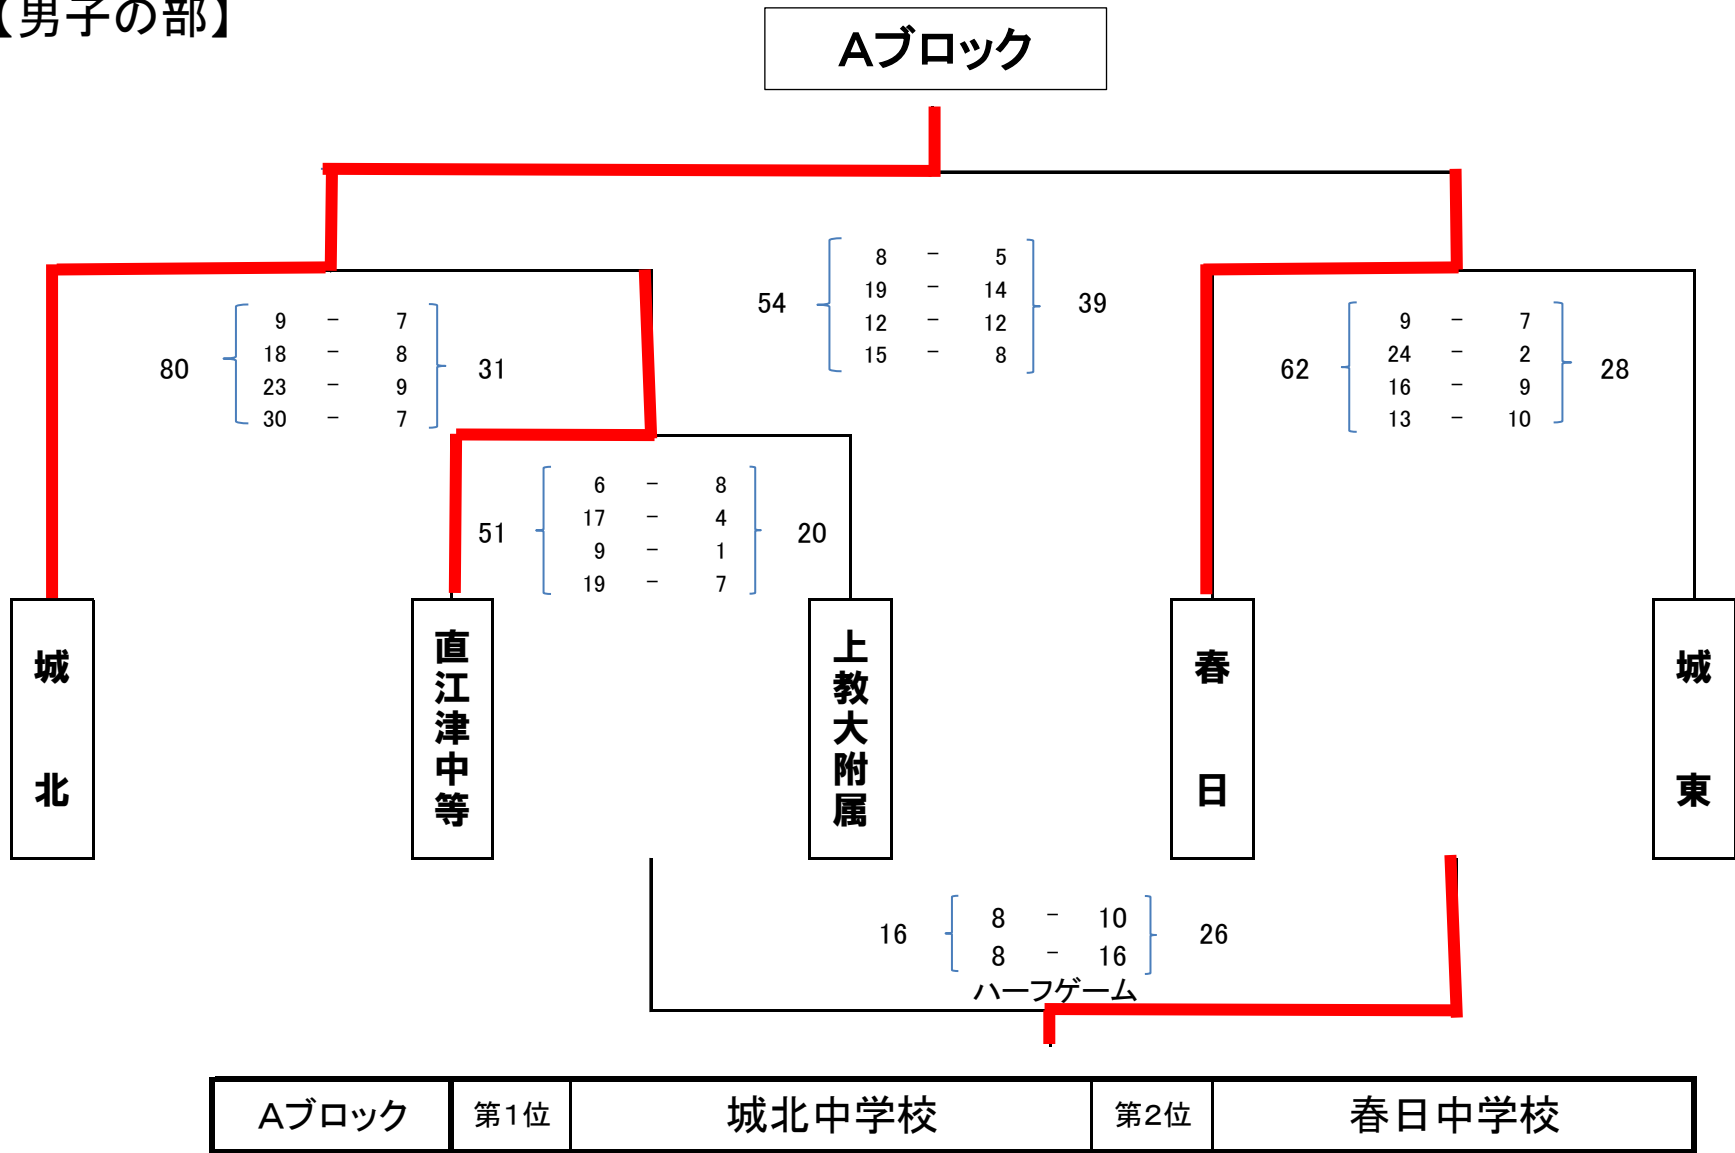 【男子の部】
Aブロック
8 - 5
19 - 14
12 - 12
15 - 8
54
39
9 - 7
18 - 8
23 - 9
30 - 7
80
31
9 - 7
24 - 2
16 - 9
13 - 10
62
28
6 - 8
17 - 4
9 - 1
19 - 7
51
20
城北
直江津中等
上教大附属
春日
城東
8 - 10
8 - 16
16
26
ハーフゲーム
Aブロック 第1位 城北中学校 第2位 春日中学校